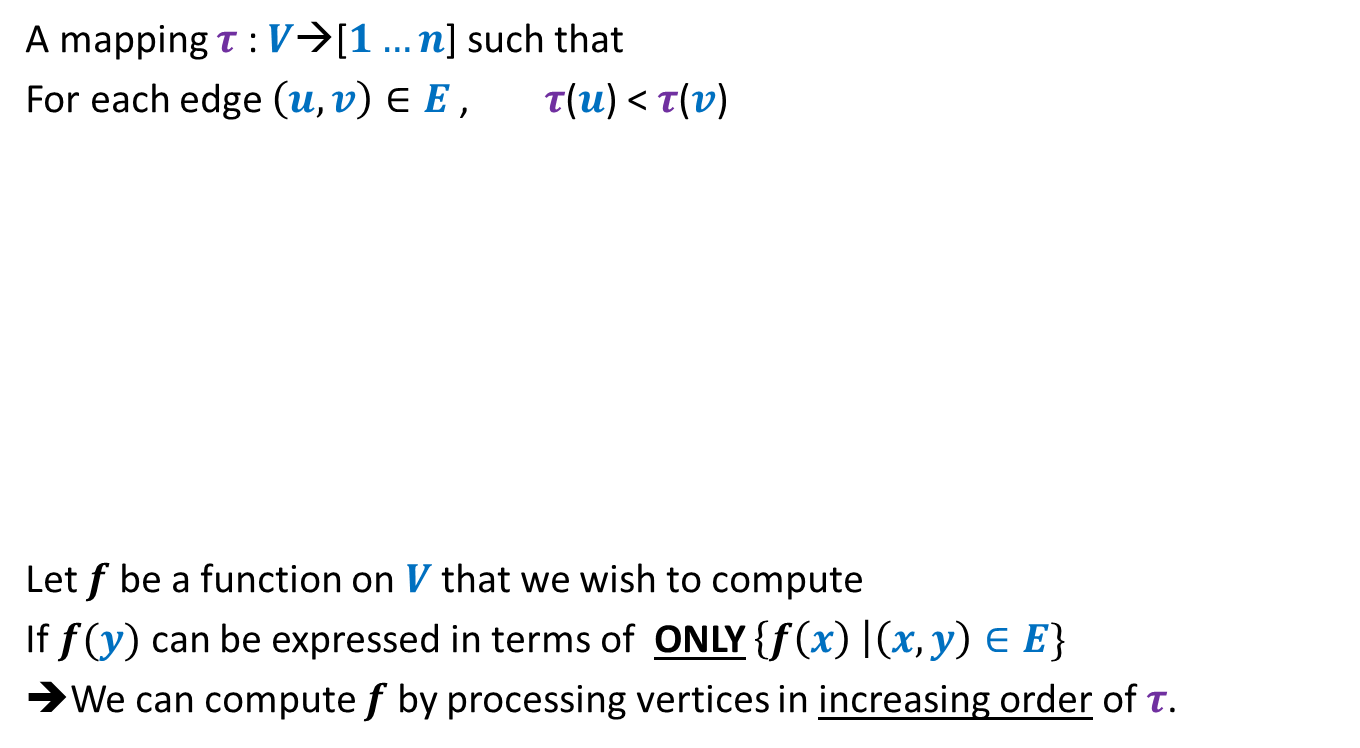 A mapping τ : V→[1 … n] such that
For each edge (u, v) ∈ E , τ(u) < τ(v)
Let f be a function on V that we wish to compute
If f(y) can be expressed in terms of ONLY {f(x) |(x, y) ∈ E}
➔We can compute f by processing vertices in increasing order of τ.